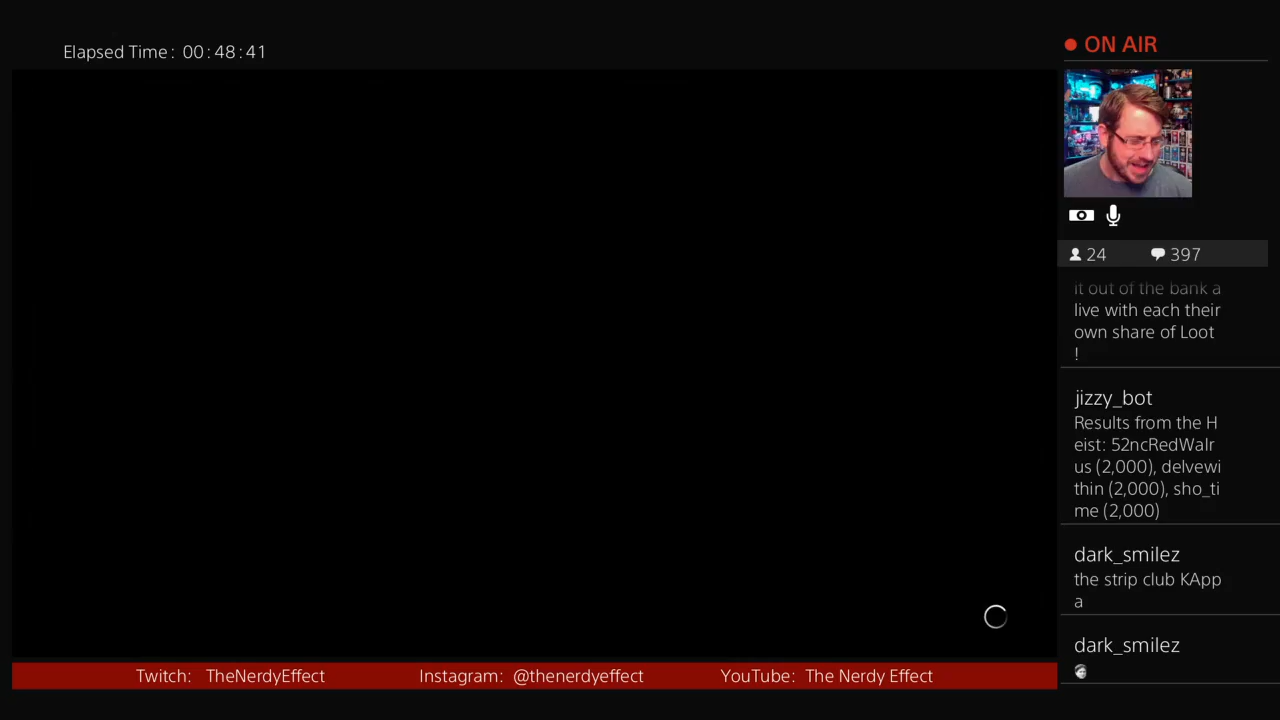 Elapsed Time: 00:48:41
ON AIR
24 397
it out of the bank a
live with each their
own share of Loot
!
jizzy_bot
Results from the H
eist: 52ncRedWalr
us (2,000), delvewi
thin (2,000), sho_ti
me (2,000)
dark_smilez
the strip club KApp
a
dark_smilez
Twitch: TheNerdyEffect Instagram: @thenerdyeffect YouTube: The Nerdy Effect